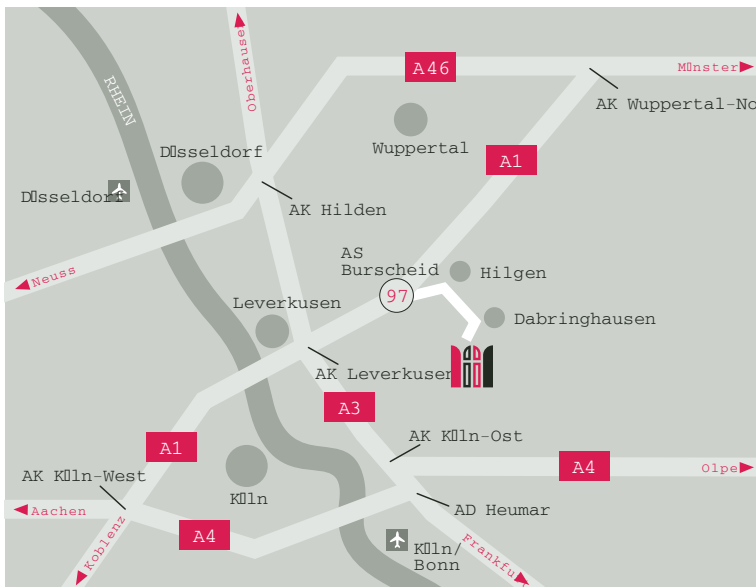 Oberhause
RHEIN
A46
M▯nster
AK Wuppertal-No
Wuppertal
D▯sseldorf
A1
D▯sseldorf
AK Hilden
AS
Burscheid
Hilgen
Neuss
97
Leverkusen
Dabringhausen
AK Leverkusen
A3
A1
AK K▯ln-Ost
A4
Olpe
AK K▯ln-West
K▯ln
Aachen
AD Heumar
A4
Koblenz
K▯ln/
Bonn
Frankfu